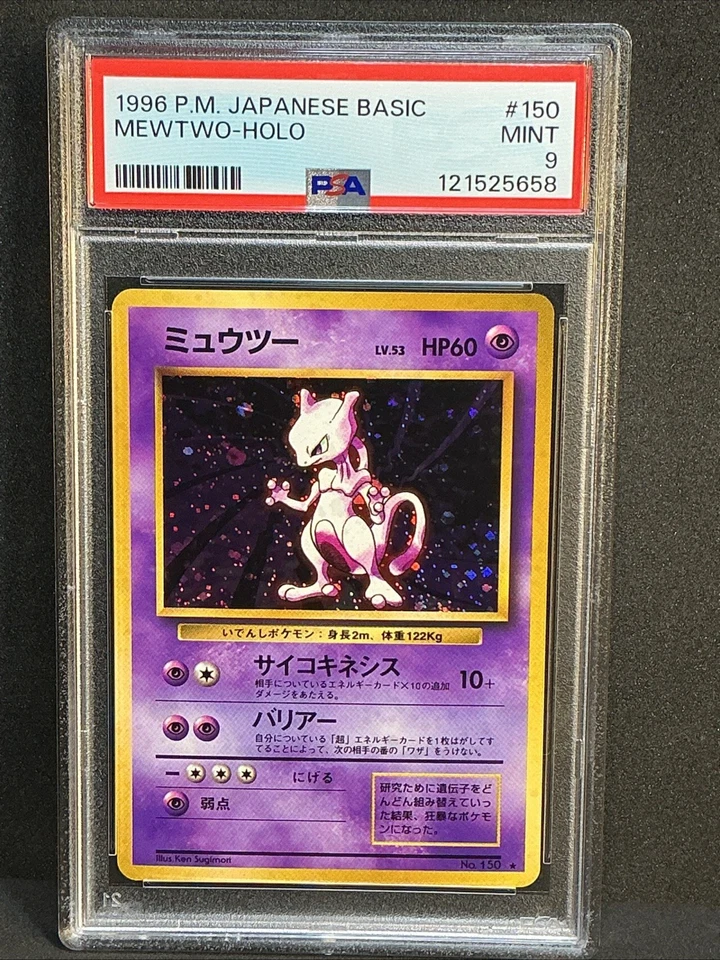 1996 P.M. JAPANESE BASIC #150
MEWTWO-HOLO MINT
9
PSA 121525658
ミュウツー LV.53 HP60
いでんしポケモン：身長2m、体重122Kg
サイコキネシス 10+
相手についているエネルギーカード×10の追加
ダメージをあたえる。
バリアー
自分についている「超」エネルギーカードを1枚はがしてす
てることによって、次の相手の番の「ワザ」をうけない。
にげる
弱点
研究ために遺伝子をど
んどん組み替えていっ
た結果、狂暴なポケモ
ンになった。
Illus. Ken Sugimori No. 150 ★